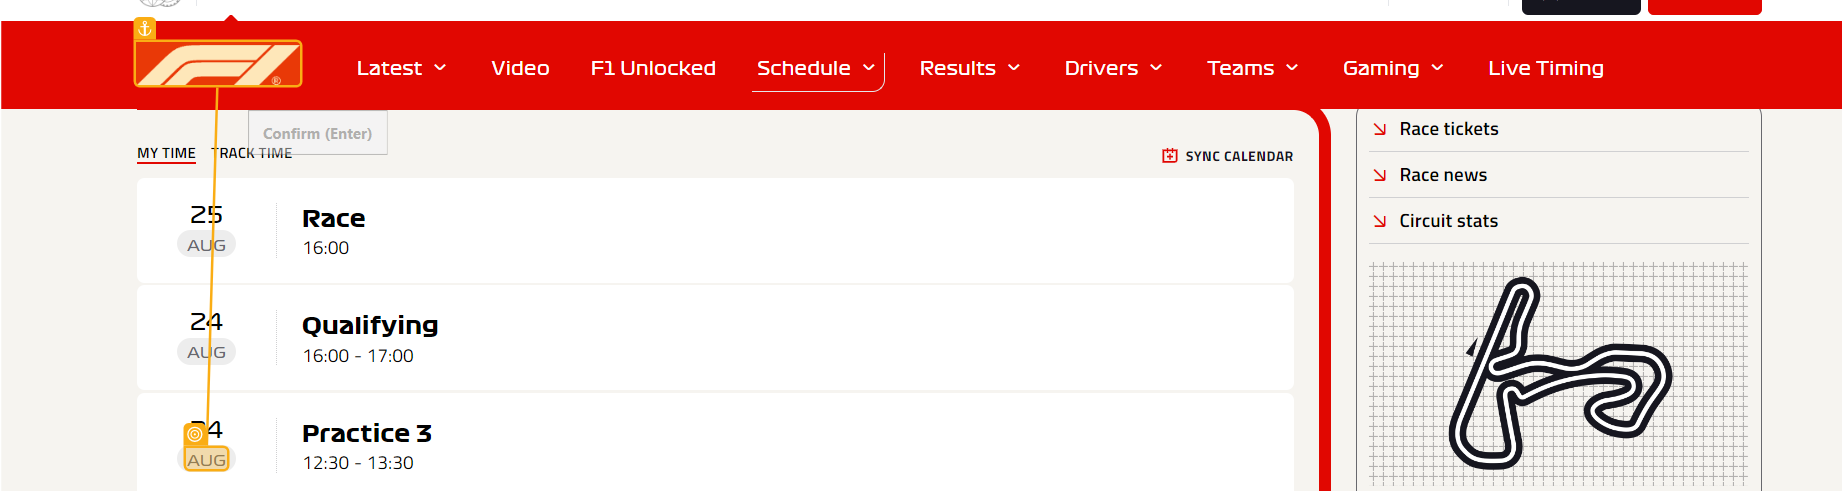 F1®
Latest Video F1 Unlocked Schedule Results Drivers Teams Gaming Live Timing
Confirm (Enter)
MY TIME TRACK TIME
SYNC CALENDAR
25
AUG
Race
16:00
24
AUG
Qualifying
16:00 - 17:00
24
AUG
Practice 3
12:30 - 13:30
Race tickets
Race news
Circuit stats